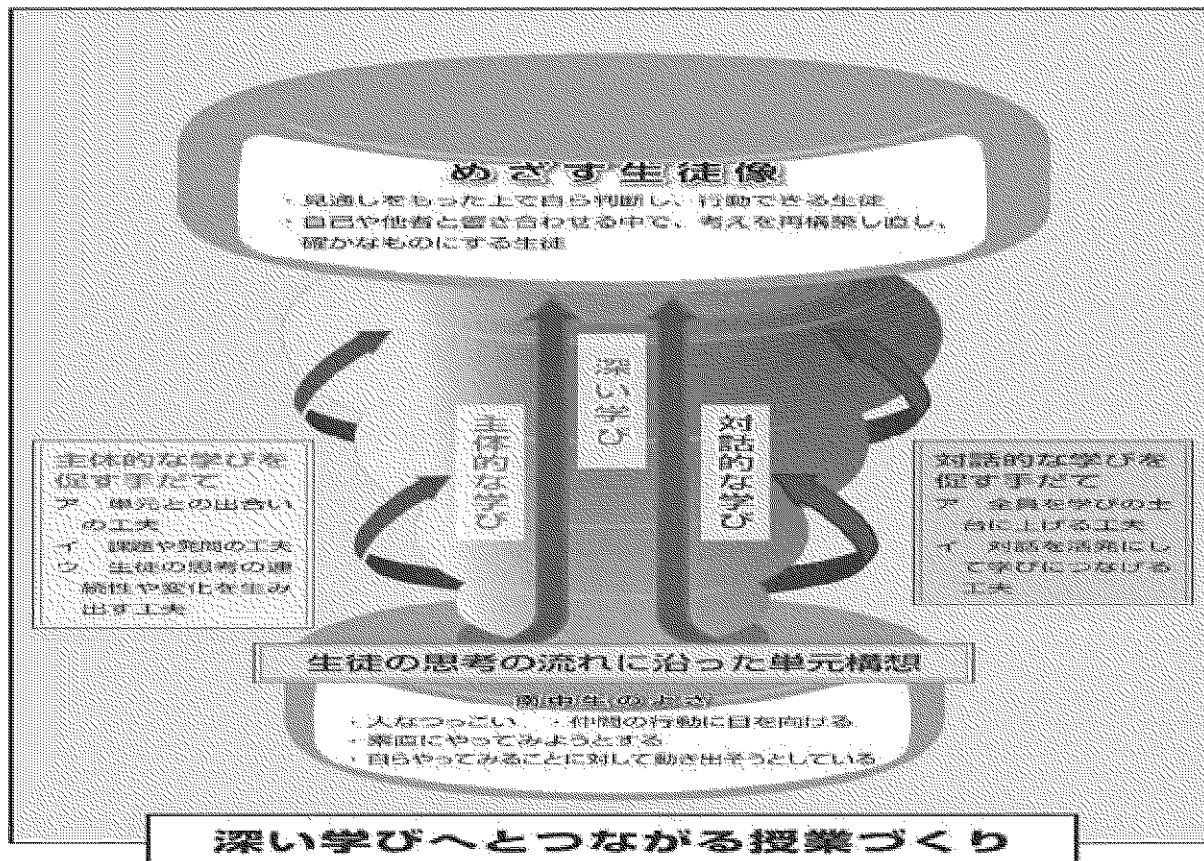 めざす生徒像
・見通しをもった上で自ら判断し、行動できる生徒
・自己や他者と響き合わせる中で、考えを再構築し直し、
確かなものにする生徒
深い学び
主体的な学び
対話的な学び
主体的な学びを
促す手だて
ア 単元との出合い
の工夫
イ 課題や発問の工夫
ウ 生徒の思考の連
続性や変化を生み
出す工夫
対話的な学びを
促す手だて
ア 全員を学びの土
台に上げる工夫
イ 対話を活発にし
て学びにつなげる
工夫
生徒の思考の流れに沿った単元構想
南中生のよさ
・人なつっこい ・仲間の行動に目を向ける
・素直にやってみようとする
・自らやってみることに対して動き出そうとしている
深い学びへとつながる授業づくり